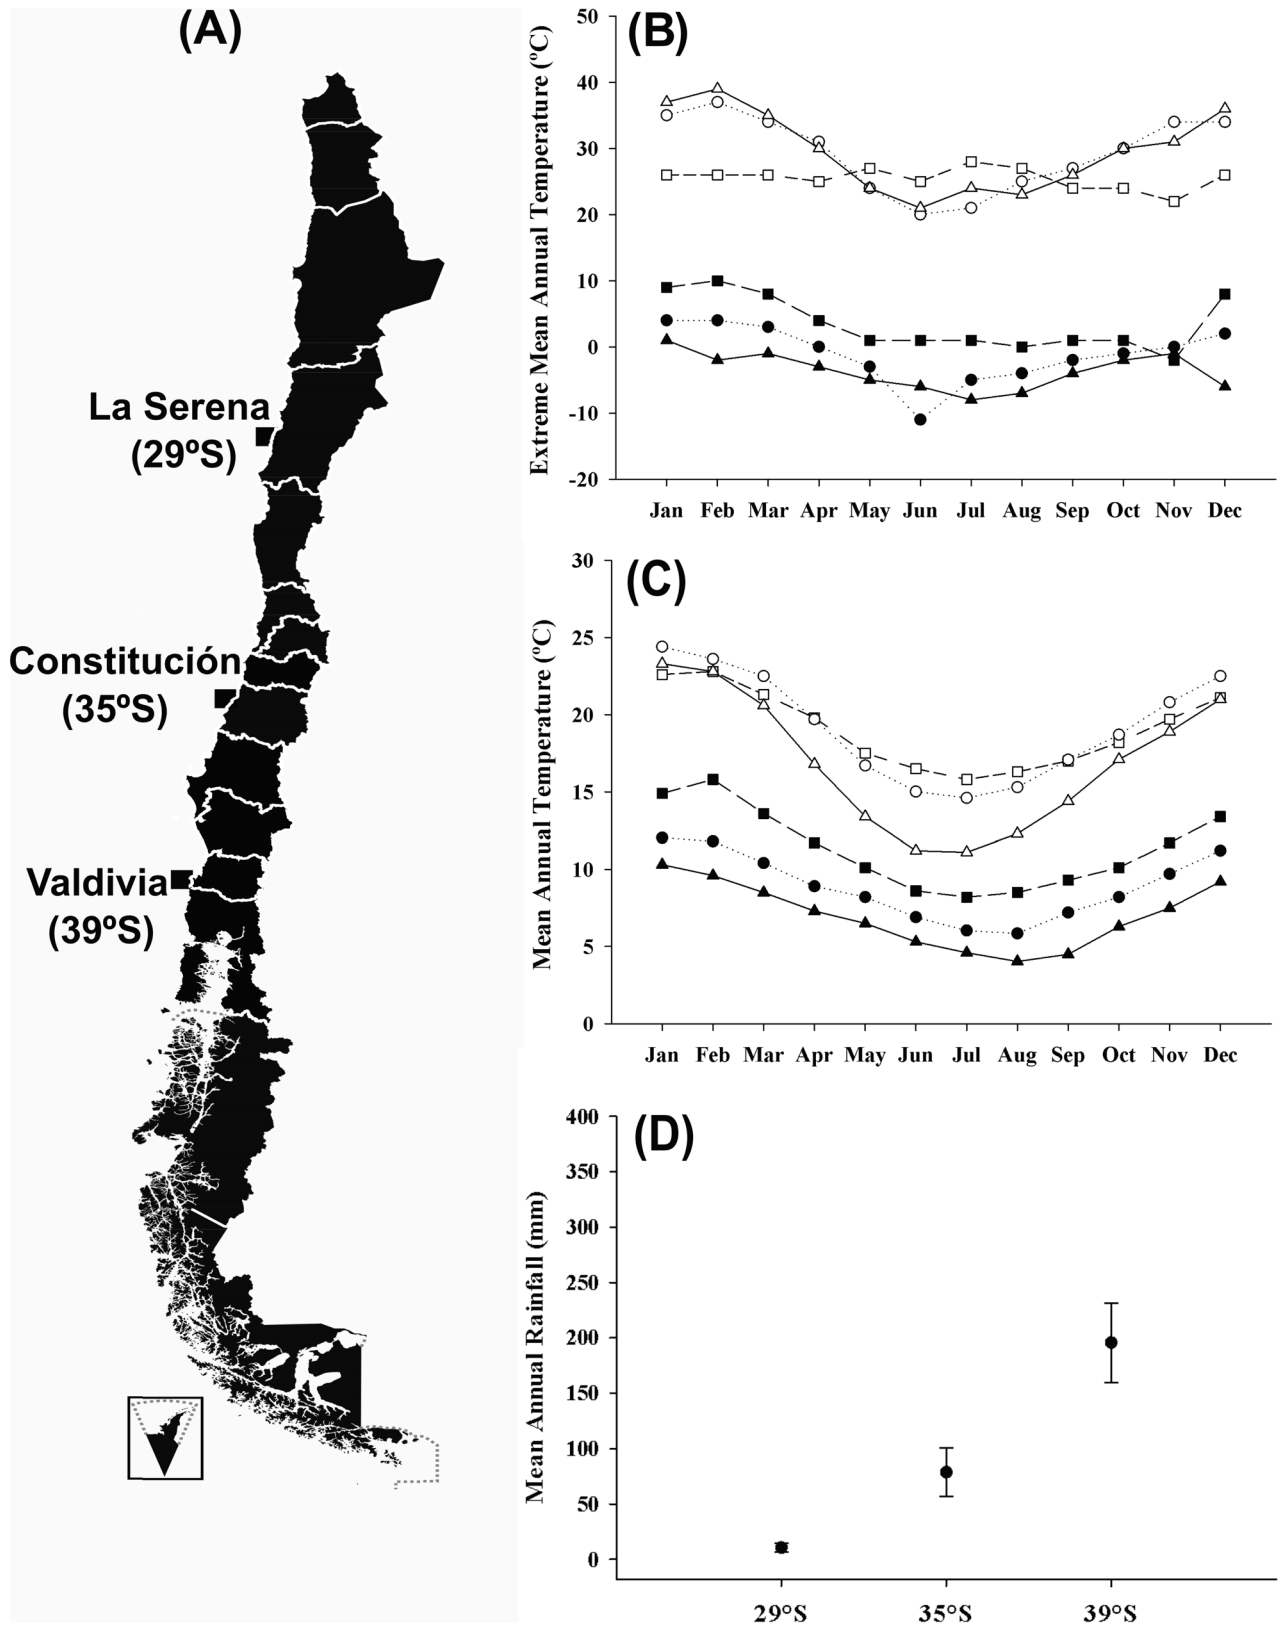 (A)
La Serena
(29ºS)
Constitución
(35ºS)
Valdivia
(39ºS)
(B)
Extreme Mean Annual Temperature (ºC)
50
40
30
20
10
0
-10
-20
Jan Feb Mar Apr May Jun Jul Aug Sep Oct Nov Dec
(C)
Mean Annual Temperature (ºC)
30
25
20
15
10
5
0
Jan Feb Mar Apr May Jun Jul Aug Sep Oct Nov Dec
(D)
Mean Annual Rainfall (mm)
400
350
300
250
200
150
100
50
0
29°S 35°S 39°S